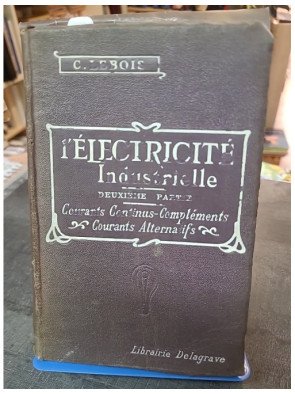 C. LEBOIS
L'ÉLECTRICITÉ
Industrielle
DEUXIÈME PARTIE
Courants Continus-Compléments
Courants Alternatifs
Librairie Delagrave